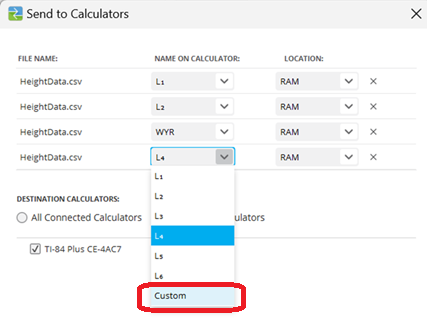 Send to Calculators
FILE NAME: NAME ON CALCULATOR: LOCATION:
HeightData.csv L₁ RAM
HeightData.csv L₂ RAM
HeightData.csv WYR RAM
HeightData.csv L₄ RAM
L₁
DESTINATION CALCULATORS:
L₂
All Connected Calculators L₃ ulators
L₄
TI-84 Plus CE-4AC7 L₅
L₆
Custom